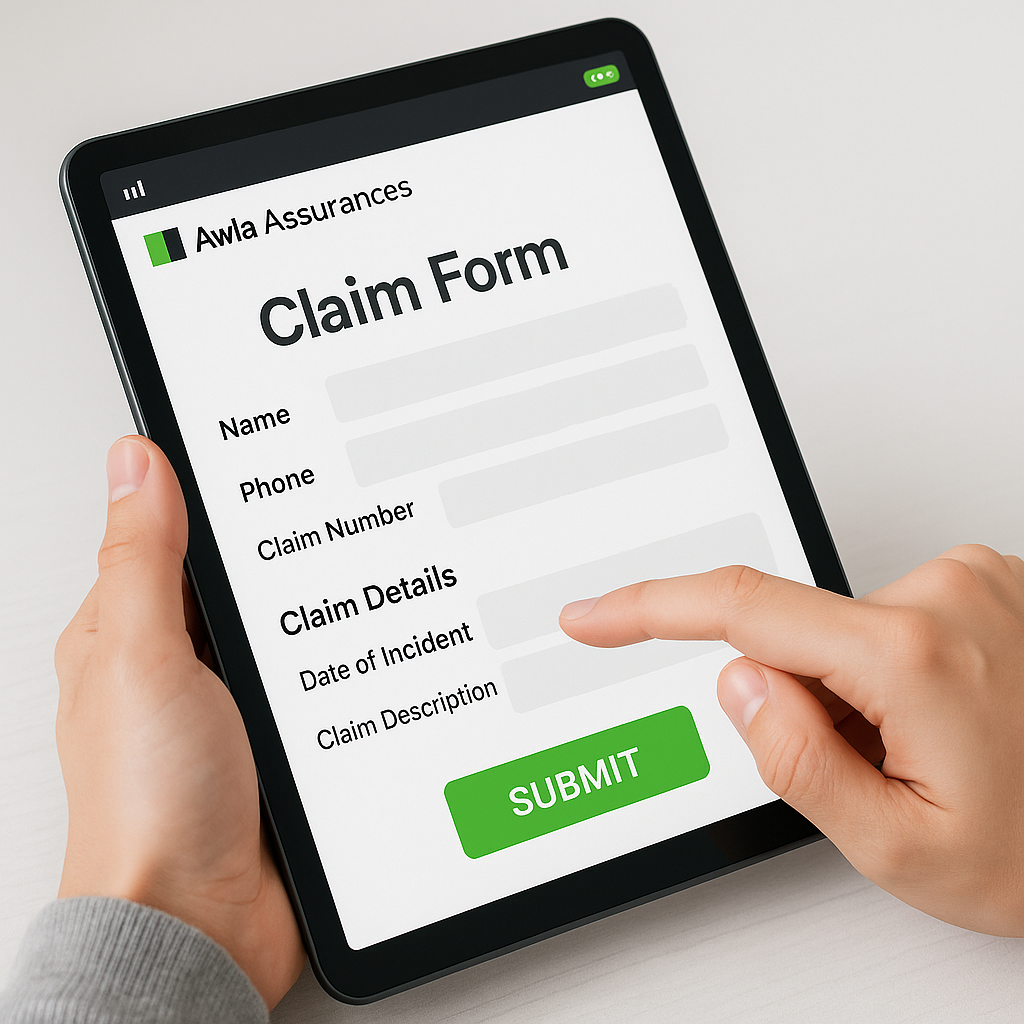 Awla Assurances
Claim Form
Name
Phone
Claim Number
Claim Details
Date of Incident
Claim Description
SUBMIT